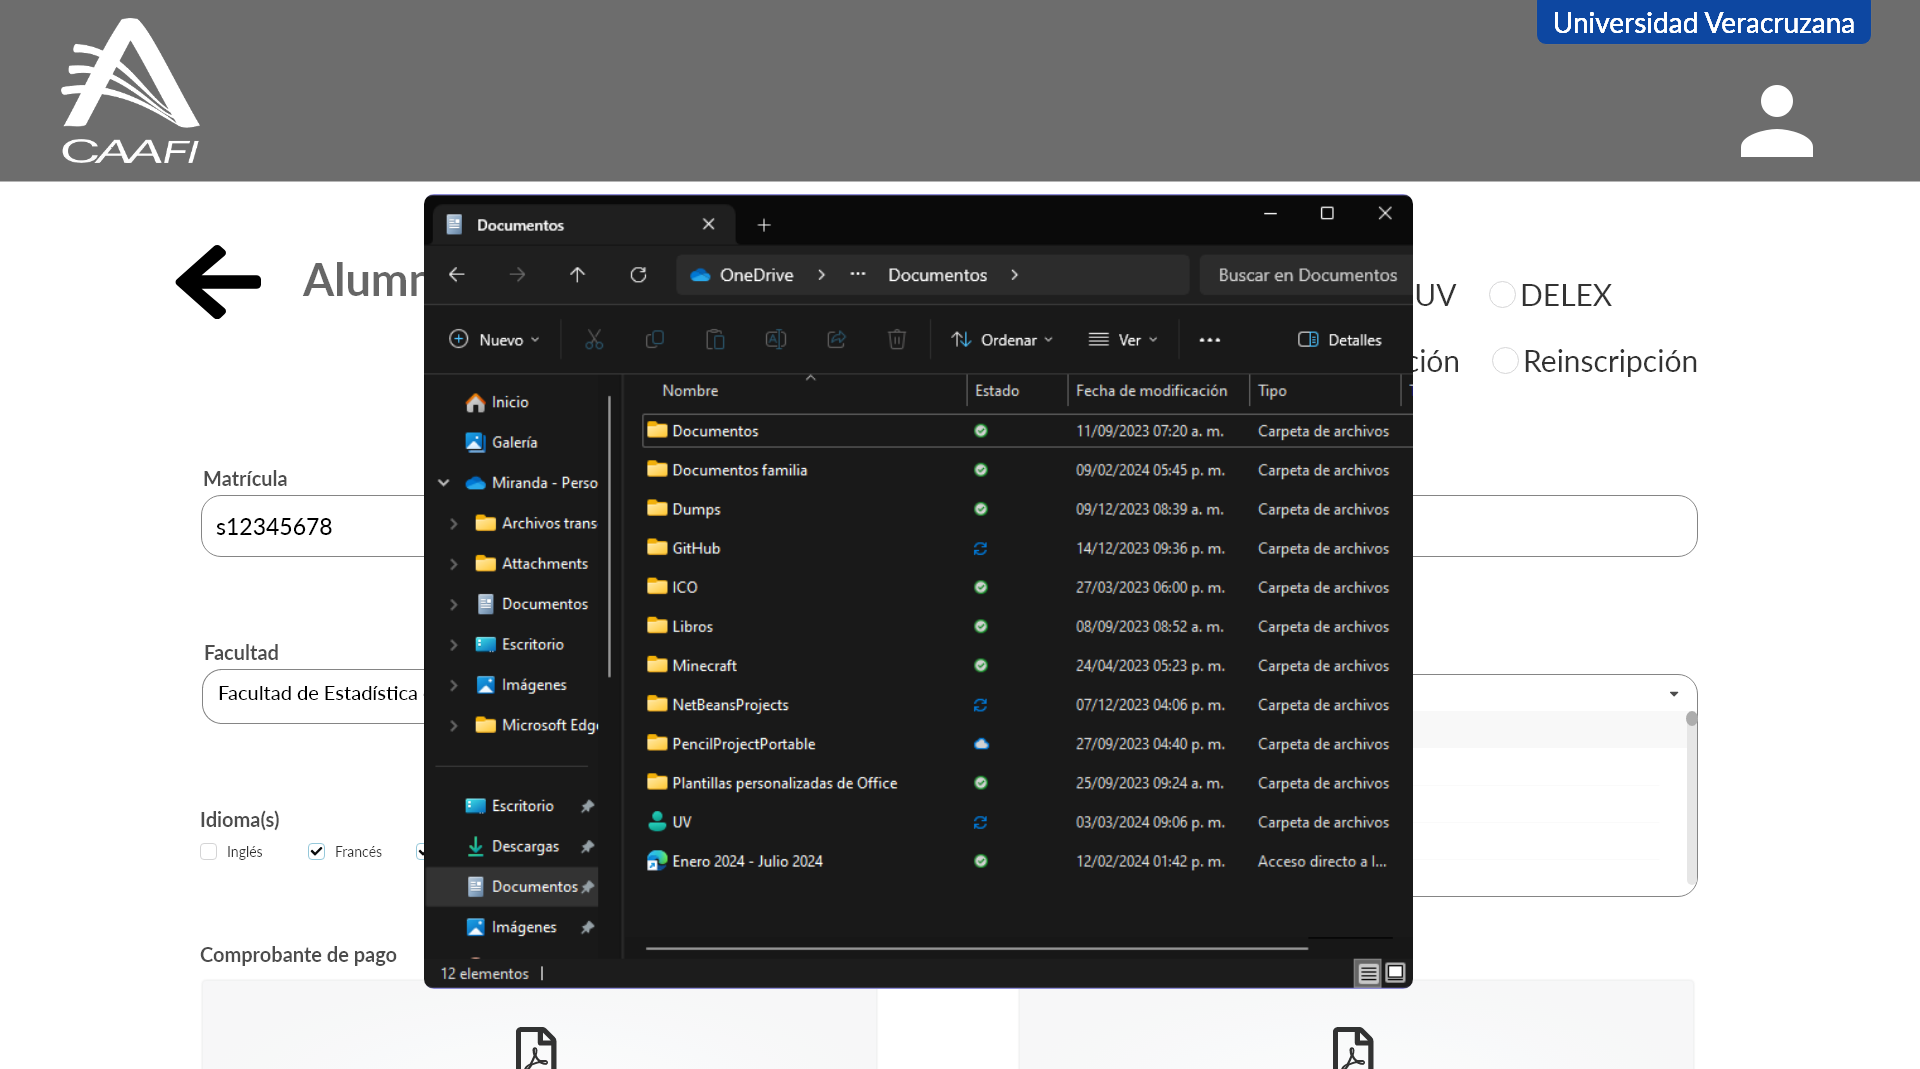 Universidad Veracruzana
CAAFI
Documentos
OneDrive
Documentos
Buscar en Documentos
Alumn
UV
DELEX
Nuevo
Ordenar
Ver
Detalles
ción
Reinscripción
Nombre
Estado
Fecha de modificación
Tipo
Inicio
Galería
Miranda - Perso
Archivos trans
Attachments
Documentos
Escritorio
Imágenes
Microsoft Edge
Escritorio
Descargas
Documentos
Imágenes
Documentos 11/09/2023 07:20 a. m. Carpeta de archivos
Documentos familia 09/02/2024 05:45 p. m. Carpeta de archivos
Dumps 09/12/2023 08:39 a. m. Carpeta de archivos
GitHub 14/12/2023 09:36 p. m. Carpeta de archivos
ICO 27/03/2023 06:00 p. m. Carpeta de archivos
Libros 08/09/2023 08:52 a. m. Carpeta de archivos
Minecraft 24/04/2023 05:23 p. m. Carpeta de archivos
NetBeansProjects 07/12/2023 04:06 p. m. Carpeta de archivos
PencilProjectPortable 27/09/2023 04:40 p. m. Carpeta de archivos
Plantillas personalizadas de Office 25/09/2023 09:24 a. m. Carpeta de archivos
UV 03/03/2024 09:06 p. m. Carpeta de archivos
Enero 2024 - Julio 2024 12/02/2024 01:42 p. m. Acceso directo a I...
12 elementos
Matrícula
s12345678
Facultad
Facultad de Estadística
Idioma(s)
Inglés
Francés
Comprobante de pago